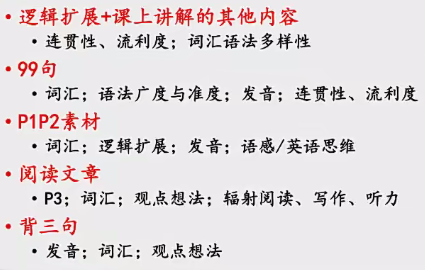 • 逻辑扩展+课上讲解的其他内容
• 连贯性、流利度；词汇语法多样性
• 99句
• 词汇；语法广度与准度；发音；连贯性、流利度
• P1P2素材
• 词汇；逻辑扩展；发音；语感/英语思维
• 阅读文章
• P3；词汇；观点想法；辐射阅读、写作、听力
• 背三句
• 发音；词汇；观点想法